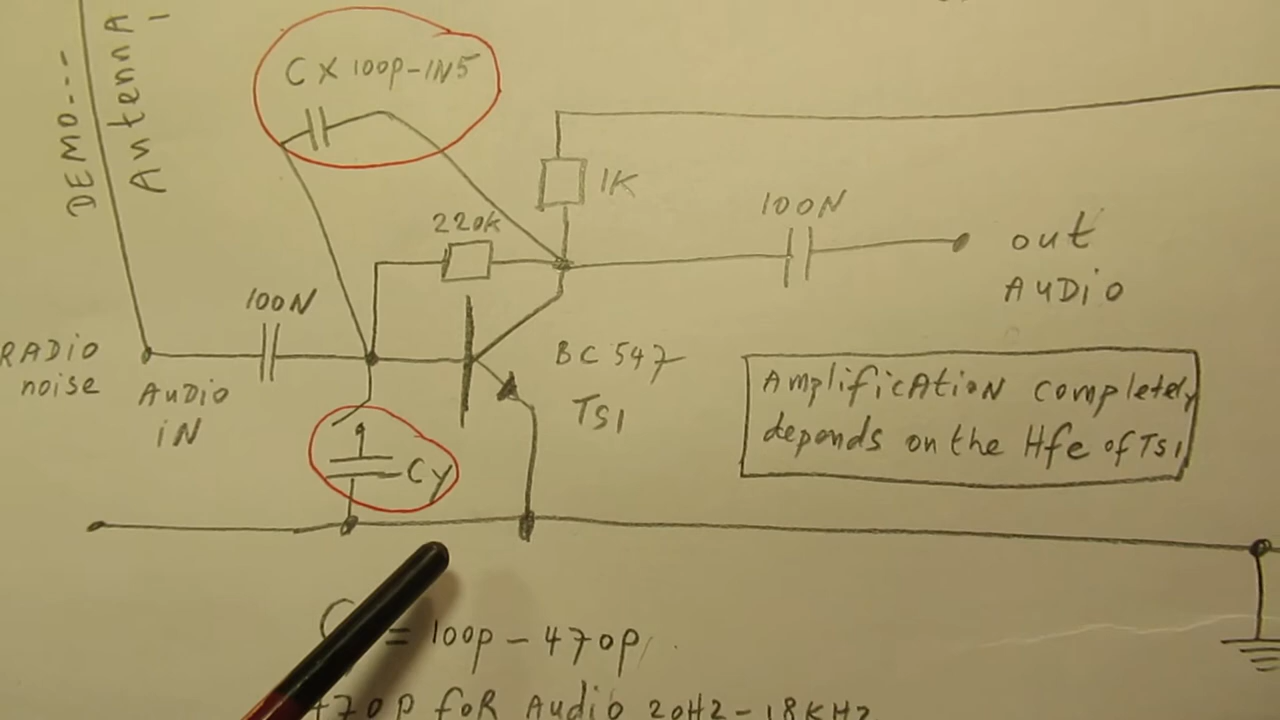 DEMO---
AntennA
CX 100p-1N5
1K
220K
100N
out
AUDiO
100N
RADIO
noise
AUDiO
iN
BC 547
TS1
AmplificAtioN completely
depends on the Hfe of TS1
Cy
= 100p - 470p
470p foR Audio 20HZ-18KHZ